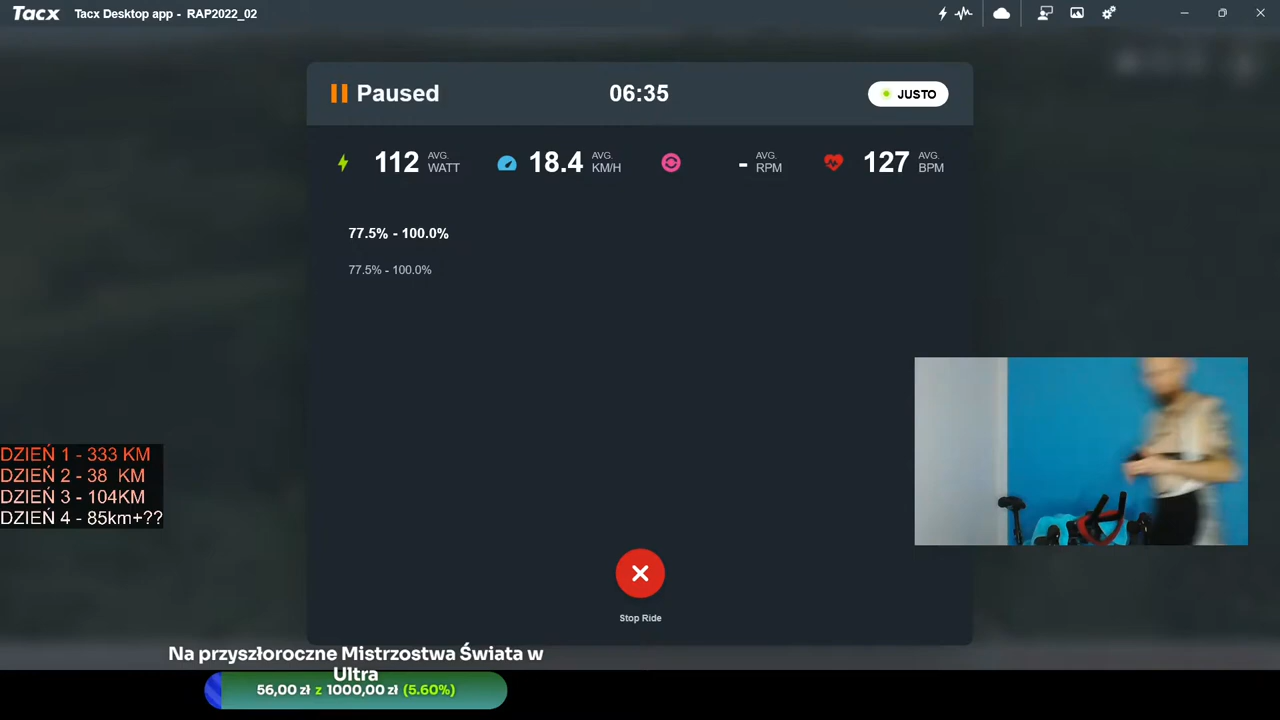 Tacx Tacx Desktop app - RAP2022_02
Paused 06:35 JUSTO
112 AVG. WATT 18.4 AVG. KM/H - AVG. RPM 127 AVG. BPM
77.5% - 100.0%
77.5% - 100.0%
DZIEŃ 1 - 333 KM
DZIEŃ 2 - 38 KM
DZIEŃ 3 - 104KM
DZIEŃ 4 - 85km+??
Stop Ride
Na przyszłoroczne Mistrzostwa Świata w
Ultra
56,00 zł z 1000,00 zł (5.60%)